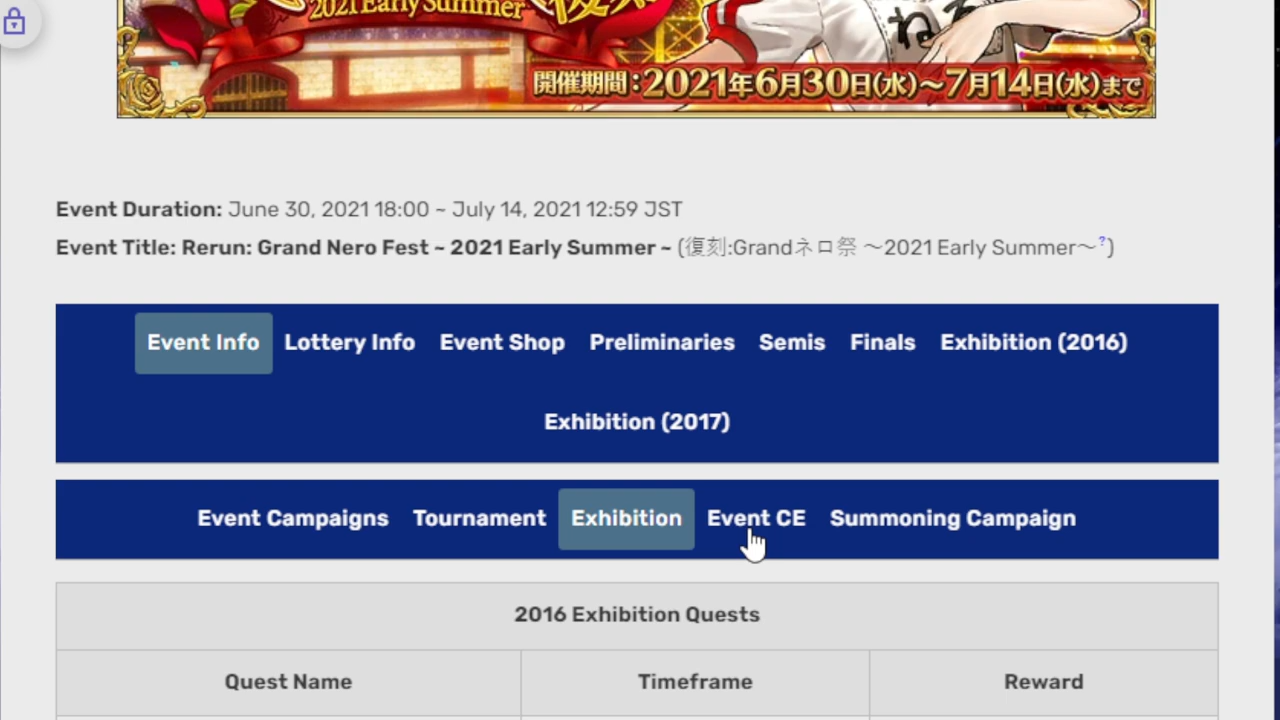 2021 Early Summer 復刻
ねろ
開催期間：2021年6月30日(水)～7月14日(水)まで
Event Duration: June 30, 2021 18:00 ~ July 14, 2021 12:59 JST
Event Title: Rerun: Grand Nero Fest ~ 2021 Early Summer ~ (復刻:Grandネロ祭 ～2021 Early Summer～?)
Event Info Lottery Info Event Shop Preliminaries Semis Finals Exhibition (2016)
Exhibition (2017)
Event Campaigns Tournament Exhibition Event CE Summoning Campaign
2016 Exhibition Quests
Quest Name Timeframe Reward